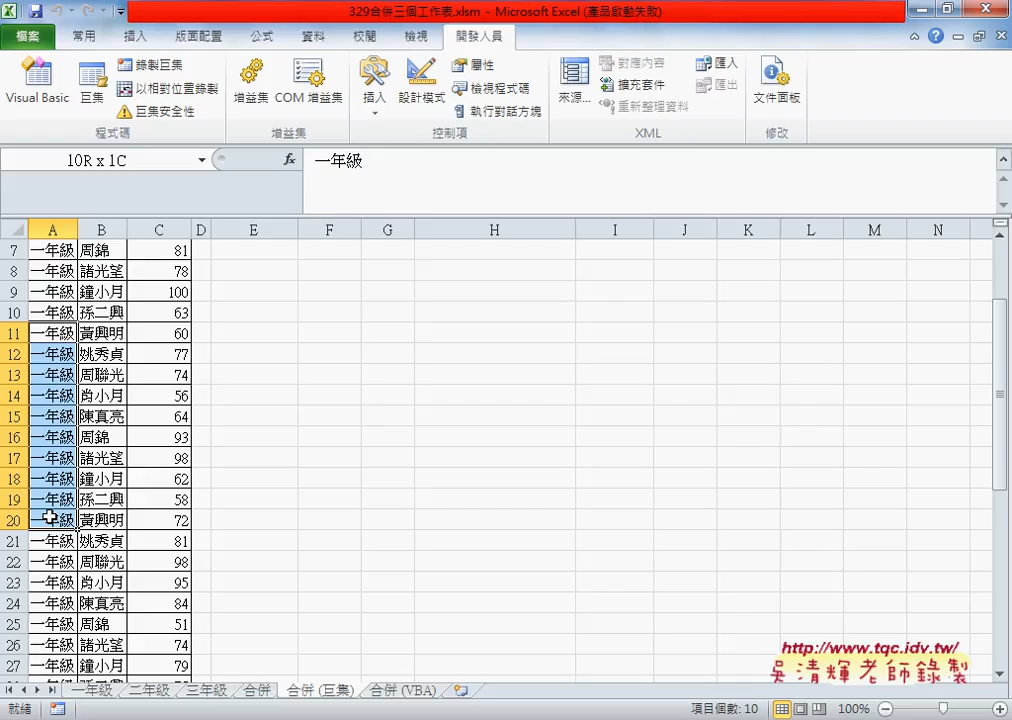 329合併三個工作表.xlsm - Microsoft Excel (產品啟動失敗)
檔案 常用 插入 版面配置 公式 資料 校閱 檢視 開發人員
Visual Basic 巨集 錄製巨集 以相對位置錄製 巨集安全性
增益集 COM 增益集 插入 設計模式 屬性 檢視程式碼 執行對話方塊
來源... 對應內容 擴充套件 重新整理資料 匯入 匯出 文件面板
程式碼 增益集 控制項 XML 修改
10R x 1C fx 一年級
A B C D E F G H I J K L M N
7 一年級 周錦 81
8 一年級 諸光望 78
9 一年級 鐘小月 100
10 一年級 孫二興 63
11 一年級 黃興明 60
12 一年級 姚秀貞 77
13 一年級 周聯光 74
14 一年級 肖小月 56
15 一年級 陳真亮 64
16 一年級 周錦 93
17 一年級 諸光望 98
18 一年級 鐘小月 62
19 一年級 孫二興 58
20 一年級 黃興明 72
21 一年級 姚秀貞 81
22 一年級 周聯光 98
23 一年級 肖小月 95
24 一年級 陳真亮 84
25 一年級 周錦 51
26 一年級 諸光望 74
27 一年級 鐘小月 79
http://www.tqc.idv.tw/
吳清輝老師錄製
一年級 二年級 三年級 合併 合併 (巨集) 合併 (VBA)
就緒 項目個數: 10 100%